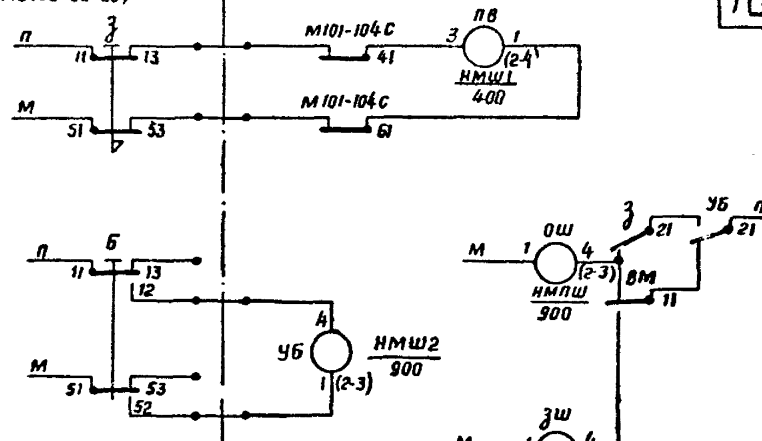 П З М101-104С ПВ
11 13 41 3 1
(2-4)
НМШ1
400
М М101-104С
51 53 61
П Б
11 13
12
4
УБ НМШ2
900
1 (2-3)
М
51 53
52
З УБ П
ОШ 21 21
М 1 4
(2-3) ВМ
НМПШ 11
900
ЗШ